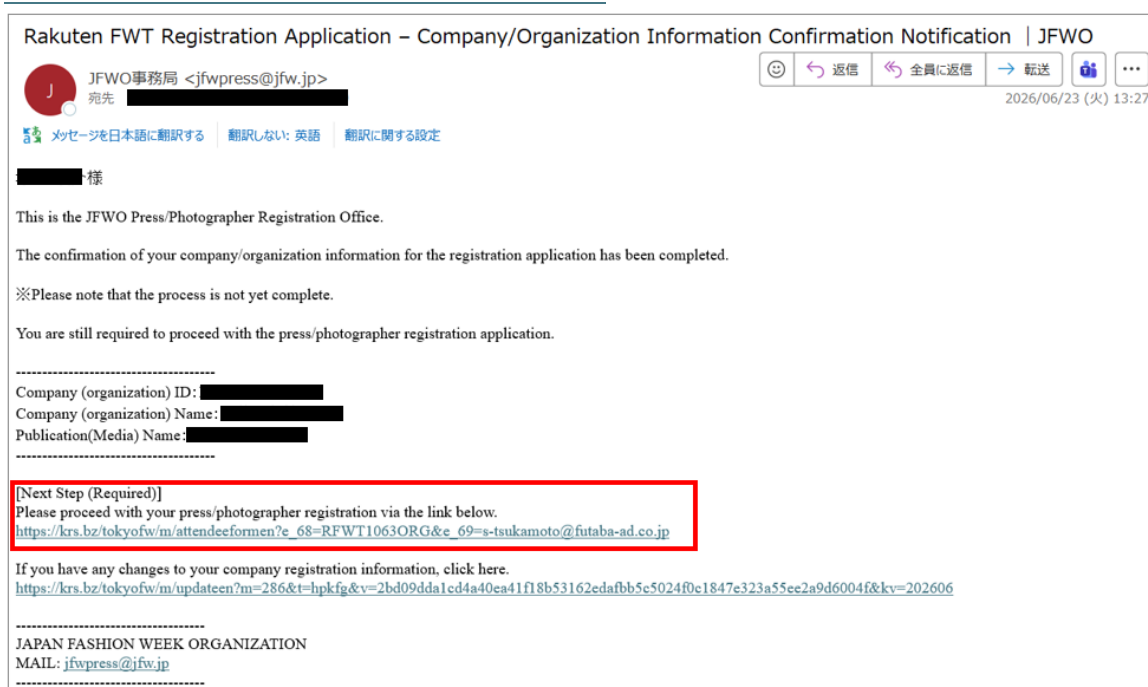 Rakuten FWT Registration Application – Company/Organization Information Confirmation Notification ｜JFWO
J
JFWO事務局 <jfwpress@jfw.jp>
宛先
返信
全員に返信
転送
2026/06/23 (火) 13:27
メッセージを日本語に翻訳する
翻訳しない: 英語
翻訳に関する設定
様
This is the JFWO Press/Photographer Registration Office.
The confirmation of your company/organization information for the registration application has been completed.
※Please note that the process is not yet complete.
You are still required to proceed with the press/photographer registration application.
--------------------------------------
Company (organization) ID:
Company (organization) Name:
Publication(Media) Name:
--------------------------------------
[Next Step (Required)]
Please proceed with your press/photographer registration via the link below.
https://krs.bz/tokyofw/m/attendeeformen?e_68=RFWT1063ORG&e_69=s-tsukamoto@futaba-ad.co.jp
If you have any changes to your company registration information, click here.
https://krs.bz/tokyofw/m/updateen?m=286&t=hpkfg&v=2bd09dda1cd4a40ea41f18b53162edafbb5c5024f0c1847e323a55ee2a9d6004f&kv=202606
------------------------------------
JAPAN FASHION WEEK ORGANIZATION
MAIL: jfwpress@jfw.jp
------------------------------------